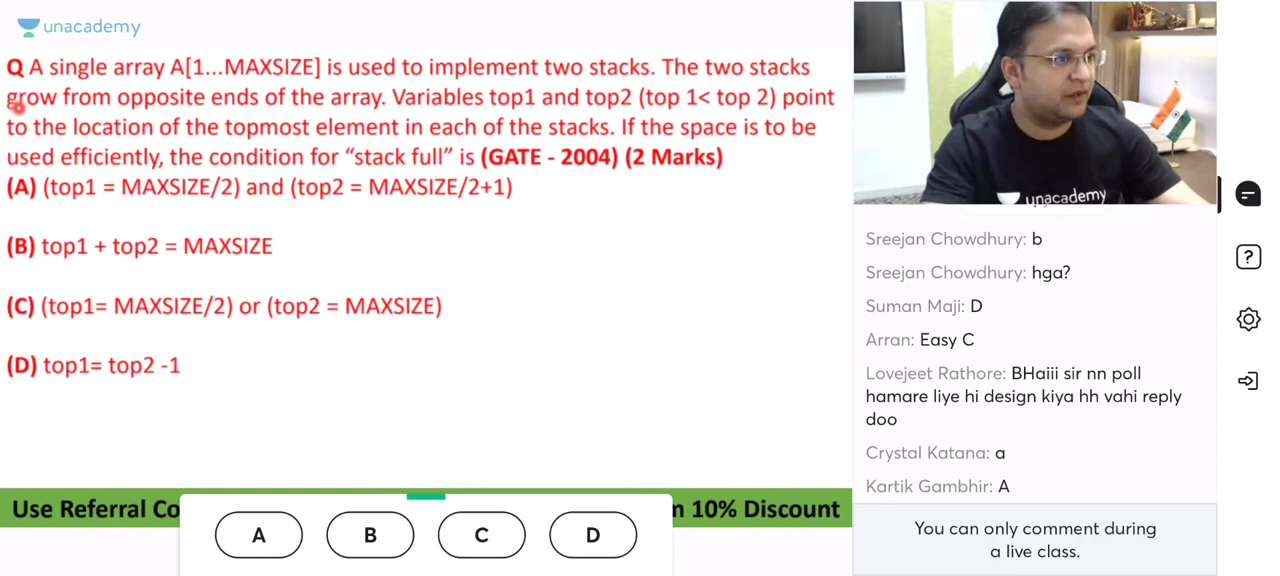 unacademy
Q A single array A[1...MAXSIZE] is used to implement two stacks. The two stacks
grow from opposite ends of the array. Variables top1 and top2 (top 1< top 2) point
to the location of the topmost element in each of the stacks. If the space is to be
used efficiently, the condition for “stack full” is (GATE - 2004) (2 Marks)
(A) (top1 = MAXSIZE/2) and (top2 = MAXSIZE/2+1)
(B) top1 + top2 = MAXSIZE
(C) (top1= MAXSIZE/2) or (top2 = MAXSIZE)
(D) top1= top2 -1
Use Referral Co
n 10% Discount
A B C D
unacademy
Sreejan Chowdhury: b
Sreejan Chowdhury: hga?
Suman Maji: D
Arran: Easy C
Lovejeet Rathore: BHaiii sir nn poll
hamare liye hi design kiya hh vahi reply
doo
Crystal Katana: a
Kartik Gambhir: A
You can only comment during
a live class.
?